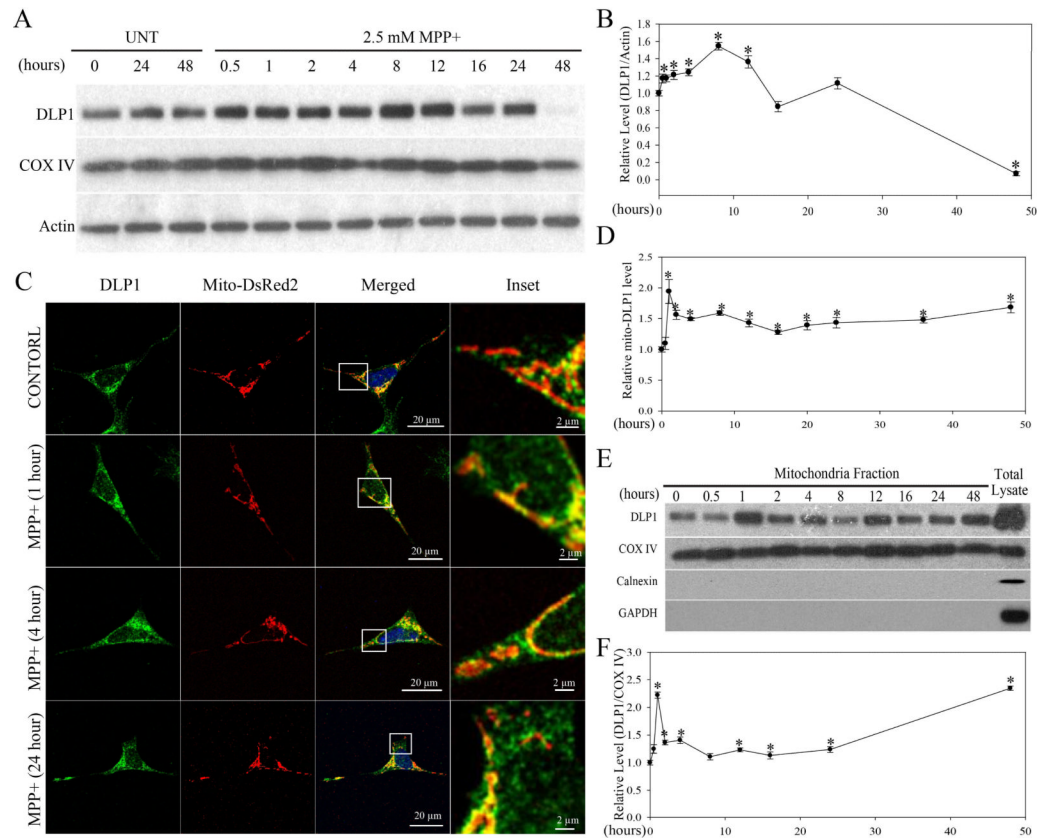 A
UNT 2.5 mM MPP+
(hours) 0 24 48 0.5 1 2 4 8 12 16 24 48
DLP1
COX IV
Actin
B
Relative Level (DLP1/Actin)
1.8
1.6
1.4
1.2
1.0
0.8
0.6
0.4
0.2
0.0
* * * * * * *
(hours) 0 10 20 30 40 50
C
DLP1 Mito-DsRed2 Merged Inset
CONTORL
20 µm 2 µm
MPP+ (1 hour)
20 µm 2 µm
MPP+ (4 hour)
20 µm 2 µm
MPP+ (24 hour)
20 µm 2 µm
D
Relative mito-DLP1 level
2.5
2.0
1.5
1.0
0.5
0.0
* * * * * * * * * *
(hours) 0 10 20 30 40 50
E
Mitochondria Fraction Total
(hours) 0 0.5 1 2 4 8 12 16 24 48 Lysate
DLP1
COX IV
Calnexin
GAPDH
F
Relative Level (DLP1/COX IV)
3.0
2.5
2.0
1.5
1.0
0.5
0.0
* * * * * * *
(hours) 0 10 20 30 40 50